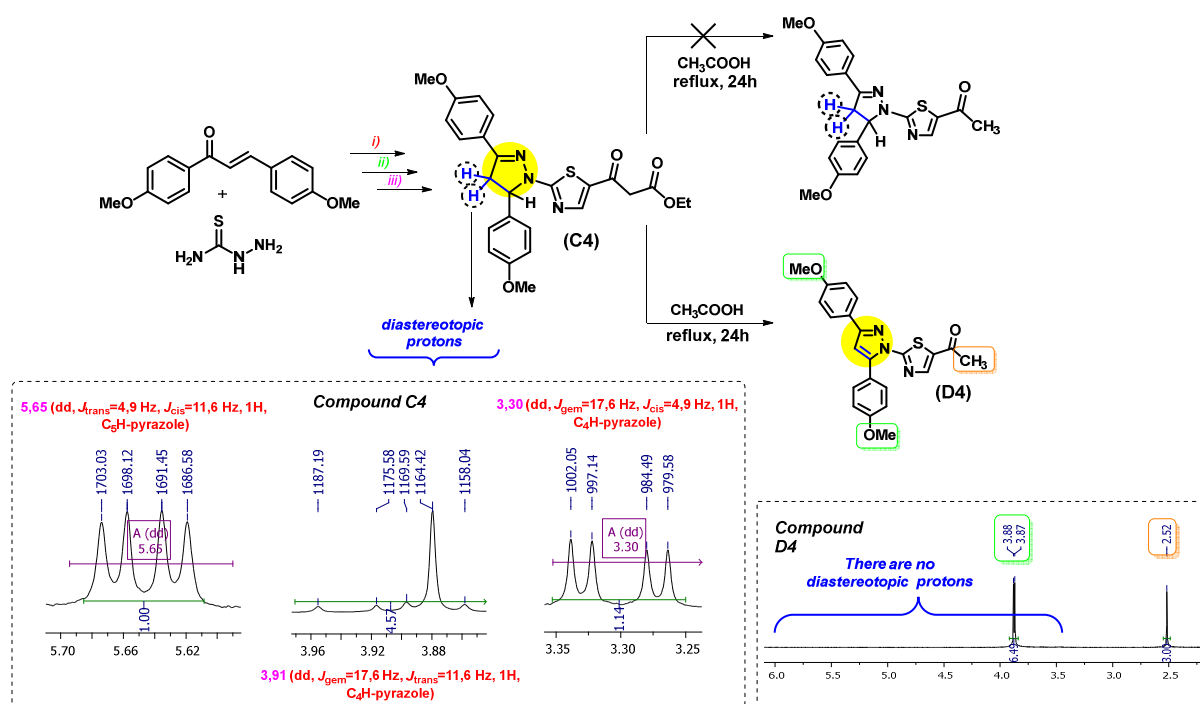 MeO
CH3COOH
reflux, 24h
N
N
S
N
O
CH3
H
H
H
MeO
O
MeO
OMe
+
S
H2N
N
H
NH2
i)
ii)
iii)
MeO
N
N
S
N
O
O
OEt
H
H
H
OMe
(C4)
CH3COOH
reflux, 24h
MeO
N
N
S
N
O
CH3
OMe
(D4)
diastereotopic
protons
5,65 (dd, Jtrans=4,9 Hz, Jcis=11,6 Hz, 1H,
C5H-pyrazole)
Compound C4
3,30 (dd, Jgem=17,6 Hz, Jcis=4,9 Hz, 1H,
C4H-pyrazole)
1703.03
1698.12
1691.45
1686.58
A (dd)
5.65
1.00
5.70 5.66 5.62
1187.19
1175.58
1169.59
1164.42
1158.04
4.57
3.96 3.92 3.88
1002.05
997.14
984.49
979.58
A (dd)
3.30
1.14
3.35 3.30 3.25
3,91 (dd, Jgem=17,6 Hz, Jtrans=11,6 Hz, 1H,
C4H-pyrazole)
Compound
D4
There are no
diastereotopic protons
3.88
3.87
2.52
6.49
3.00
6.0 5.5 5.0 4.5 4.0 3.5 3.0 2.5